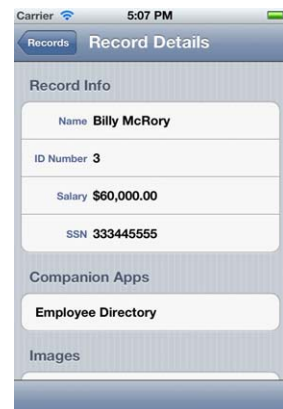 Carrier 5:07 PM
Records Record Details
Record Info
Name Billy McRory
ID Number 3
Salary $60,000.00
SSN 333445555
Companion Apps
Employee Directory
Images